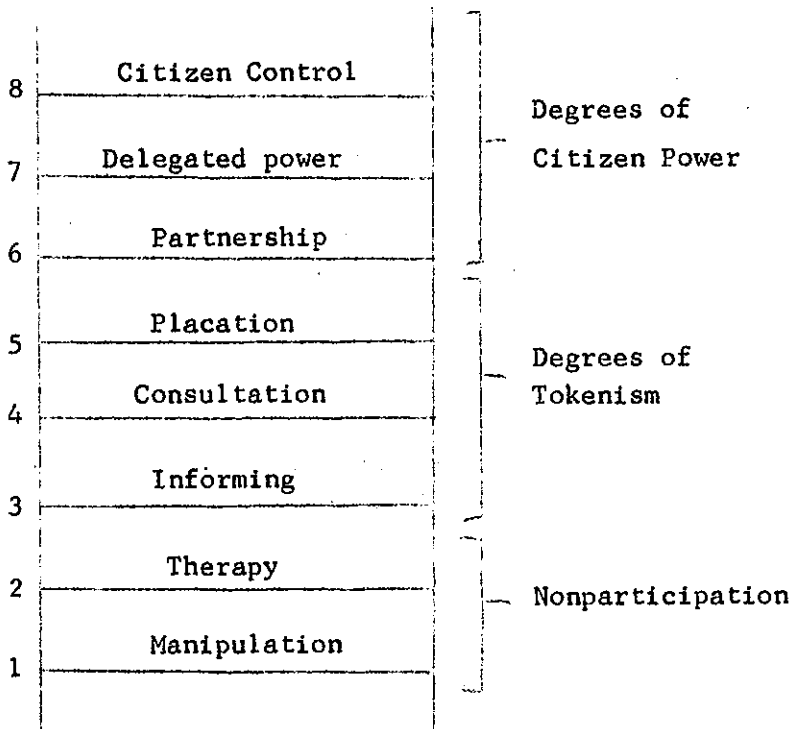 8 Citizen Control
7 Delegated power
6 Partnership
5 Placation
4 Consultation
3 Informing
2 Therapy
1 Manipulation
Degrees of
Citizen Power
Degrees of
Tokenism
Nonparticipation